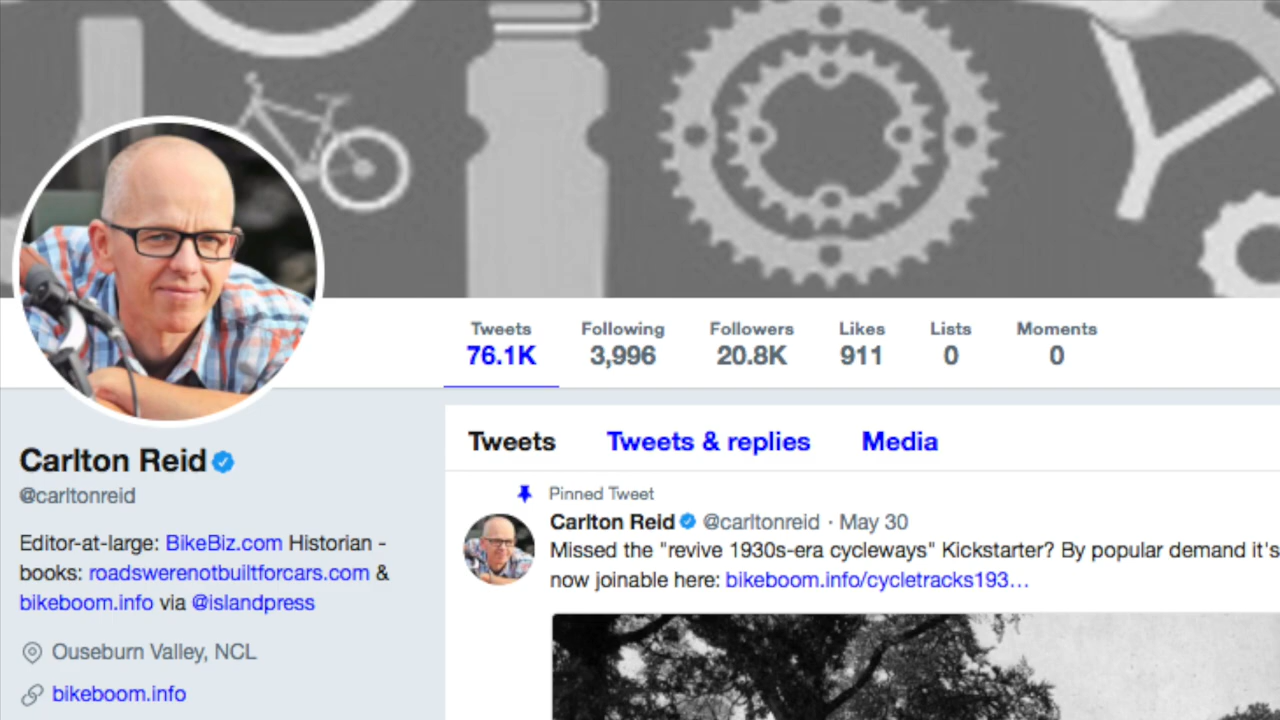 Tweets Following Followers Likes Lists Moments
76.1K 3,996 20.8K 911 0 0
Carlton Reid
@carltonreid
Editor-at-large: BikeBiz.com Historian -
books: roadswerenotbuiltforcars.com &
bikeboom.info via @islandpress
Ouseburn Valley, NCL
bikeboom.info
Tweets Tweets & replies Media
Pinned Tweet
Carlton Reid @carltonreid · May 30
Missed the "revive 1930s-era cycleways" Kickstarter? By popular demand it's
now joinable here: bikeboom.info/cycletracks193…